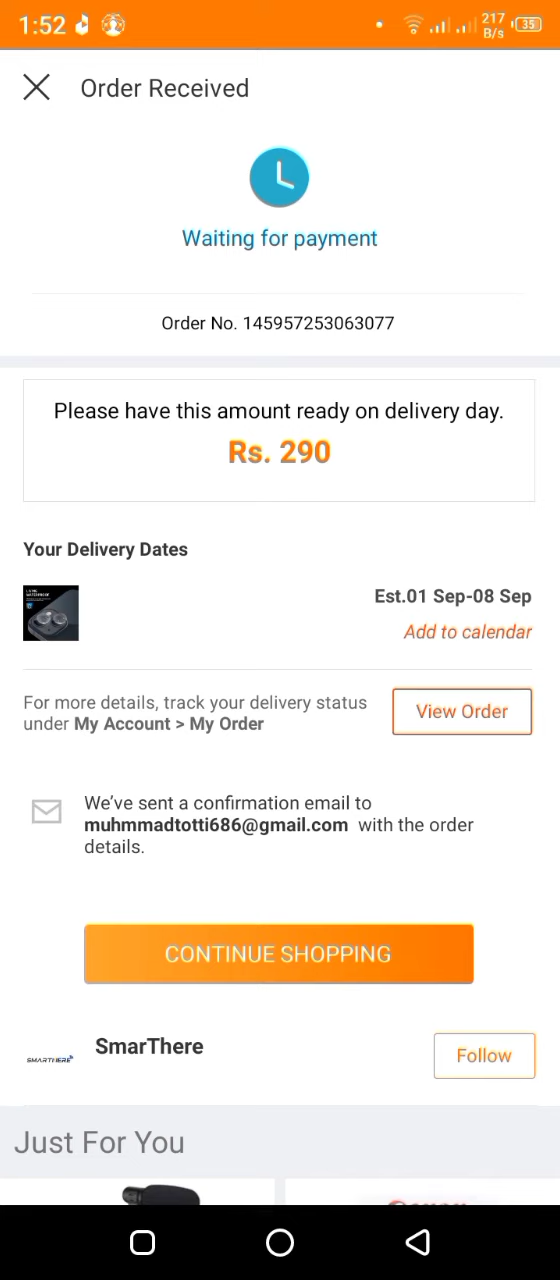 1:52
217
B/s
35
Order Received
Waiting for payment
Order No. 145957253063077
Please have this amount ready on delivery day.
Rs. 290
Your Delivery Dates
Est.01 Sep-08 Sep
Add to calendar
For more details, track your delivery status
under My Account > My Order
View Order
We've sent a confirmation email to
muhmmadtotti686@gmail.com with the order
details.
CONTINUE SHOPPING
SMARTHERE
SmarThere
Follow
Just For You